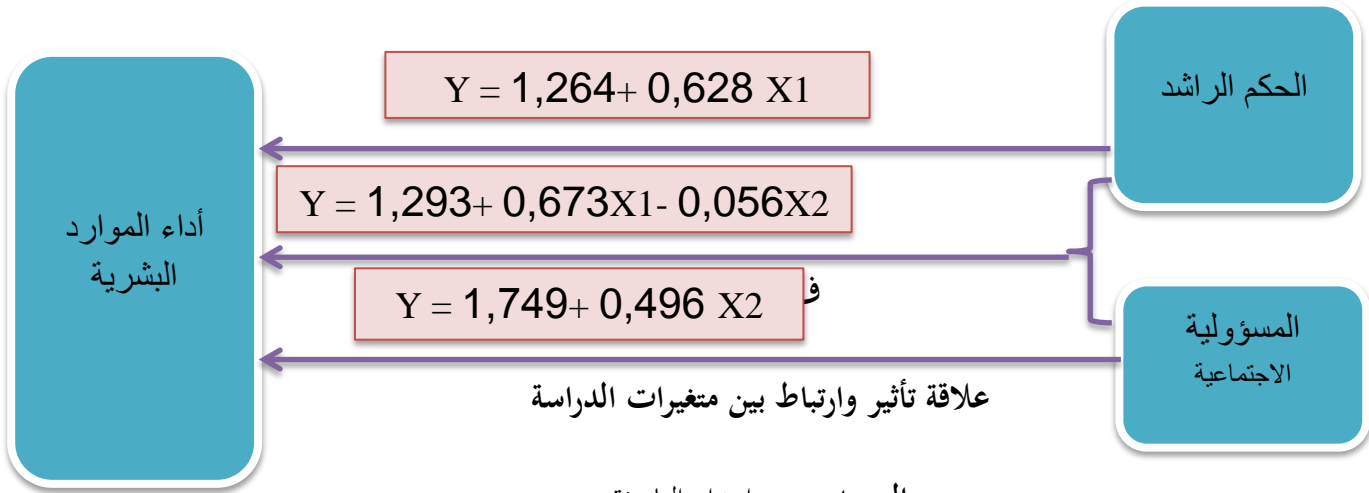 الحكم الراشد
Y = 1,264+ 0,628 X1
Y = 1,293+ 0,673X1- 0,056X2
أداء الموارد
البشرية
Y = 1,749+ 0,496 X2
المسؤولية
الاجتماعية
علاقة تأثير وارتباط بين متغيرات الدراسة